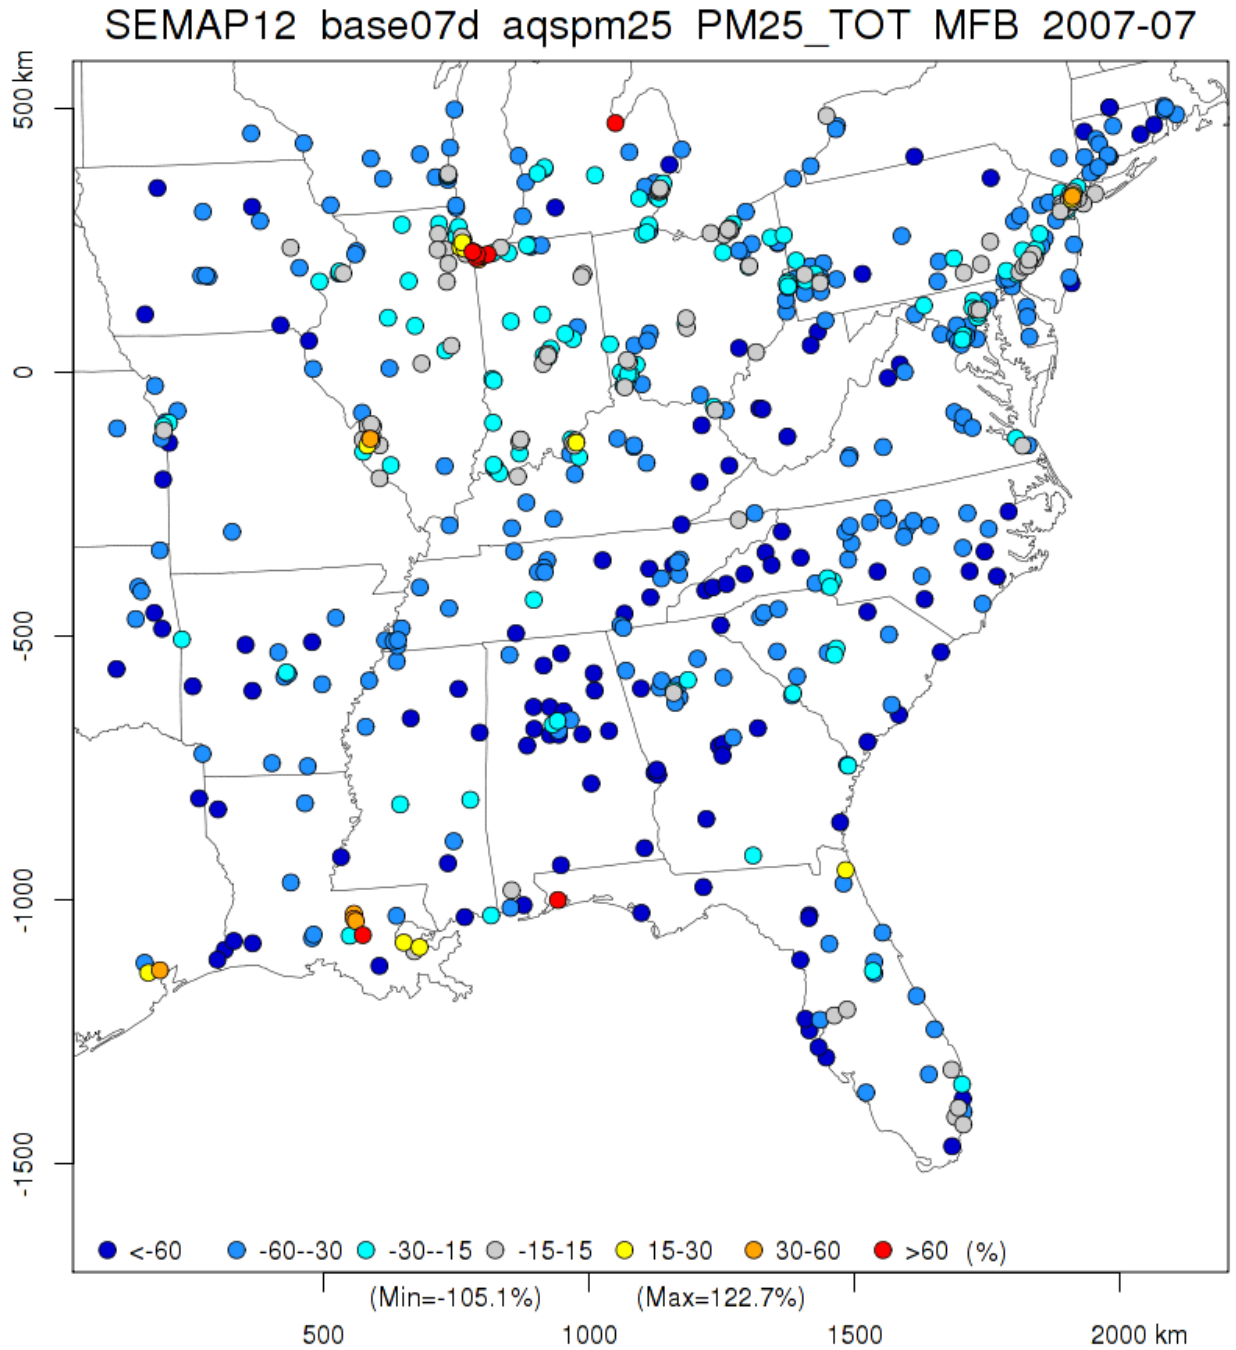 SEMAP12 base07d aqspm25 PM25_TOT MFB 2007-07
500 km
0
-500
-1000
-1500
<-60 -60--30 -30--15 -15-15 15-30 30-60 >60 (%)
(Min=-105.1%) (Max=122.7%)
500 1000 1500 2000 km